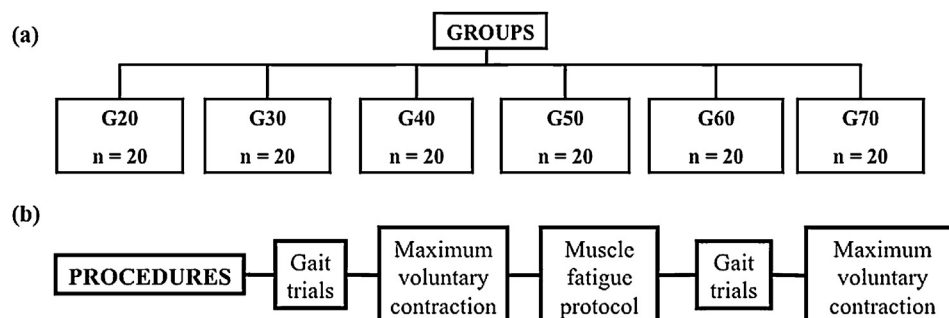 (a)
GROUPS
G20 G30 G40 G50 G60 G70
n = 20 n = 20 n = 20 n = 20 n = 20 n = 20
(b)
PROCEDURES
Gait
trials
Maximum
voluntary
contraction
Muscle
fatigue
protocol
Gait
trials
Maximum
voluntary
contraction